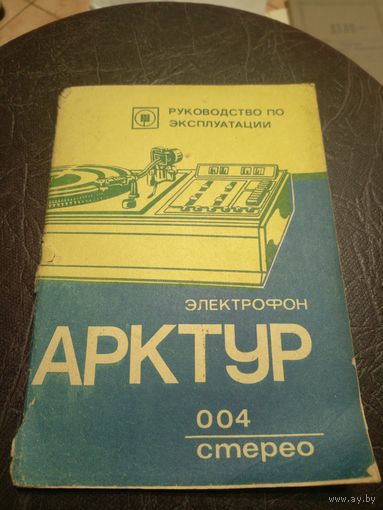 РУКОВОДСТВО ПО
ЭКСПЛУАТАЦИИ
ЭЛЕКТРОФОН
АРКТУР
004
стерео
© www.ay.by